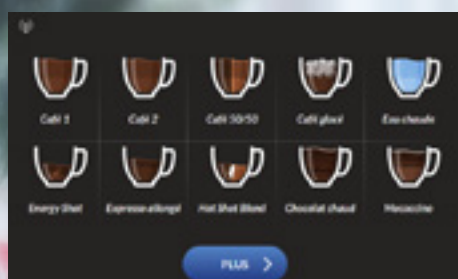 Café 1 Café 2 Café 50/50 Café glacé Eau chaude
Energy Shot Espresso allongé Hot Shot Blend Chocolat chaud Mocaccino
PLUS